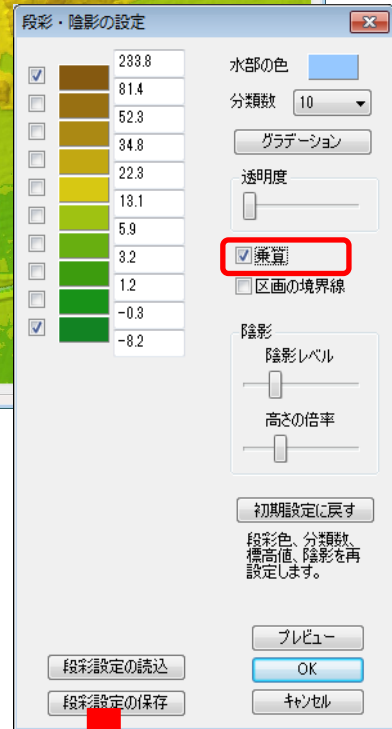 段彩・陰影の設定
233.8
81.4
52.3
34.8
22.3
13.1
5.9
3.2
1.2
-0.3
-8.2
水部の色
分類数 10
グラデーション
透明度
乗算
区画の境界線
陰影
陰影レベル
高さの倍率
初期設定に戻す
段彩色、分類数、
標高値、陰影を再
設定します。
プレビュー
段彩設定の読込
OK
段彩設定の保存
キャンセル